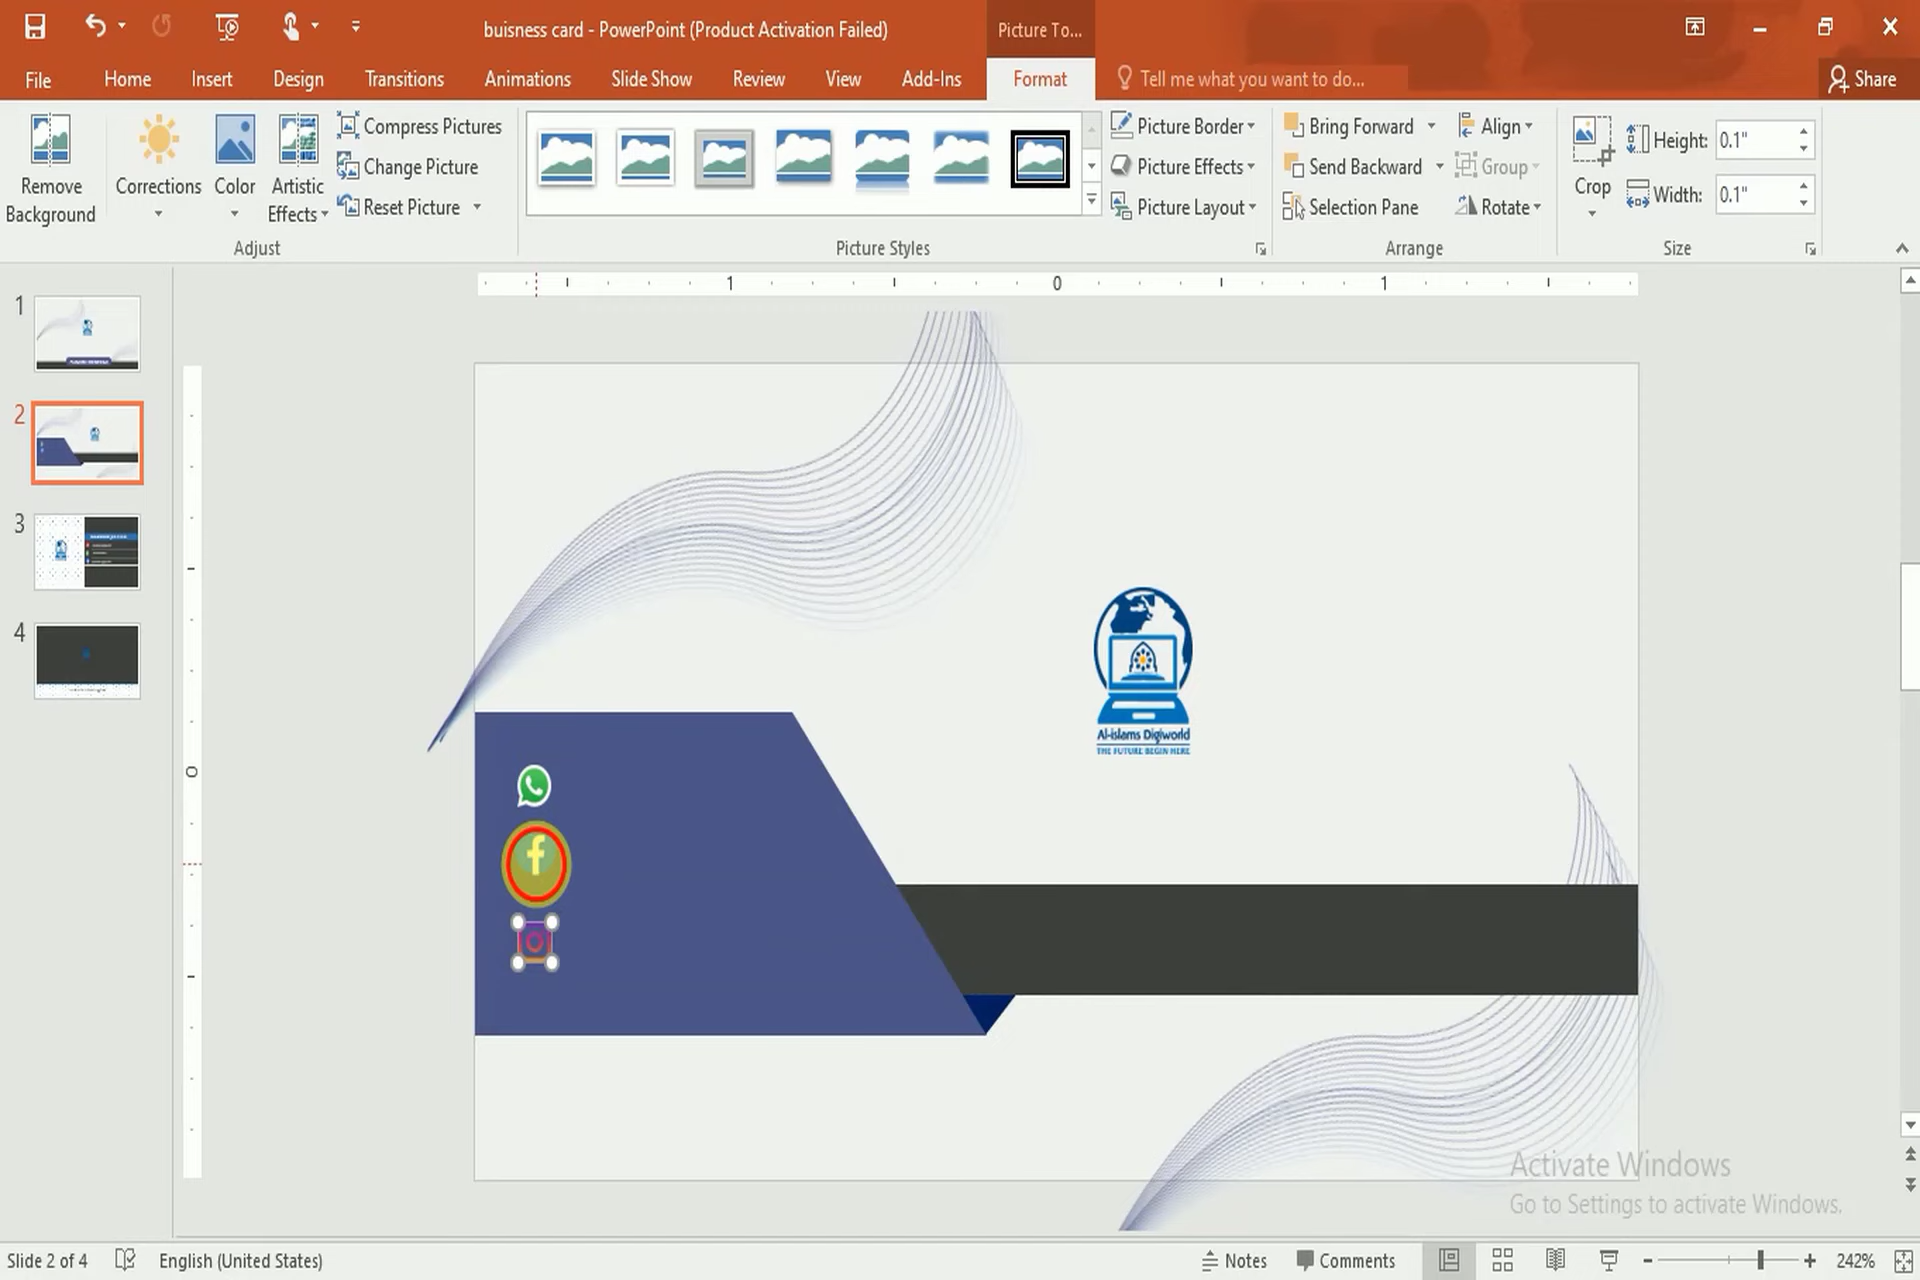 buisness card - PowerPoint (Product Activation Failed)
Picture To...
File
Home
Insert
Design
Transitions
Animations
Slide Show
Review
View
Add-Ins
Format
Tell me what you want to do...
Share
Remove
Background
Corrections
Color
Artistic
Effects
Compress Pictures
Change Picture
Reset Picture
Adjust
Picture Styles
Picture Border
Picture Effects
Picture Layout
Bring Forward
Send Backward
Selection Pane
Align
Group
Rotate
Arrange
Crop
Height: 0.1"
Width: 0.1"
Size
1 0 1
1
2
3
4
0
Al-islams Digiworld
THE FUTURE BEGIN HERE
Activate Windows
Go to Settings to activate Windows.
Slide 2 of 4
English (United States)
Notes
Comments
242%